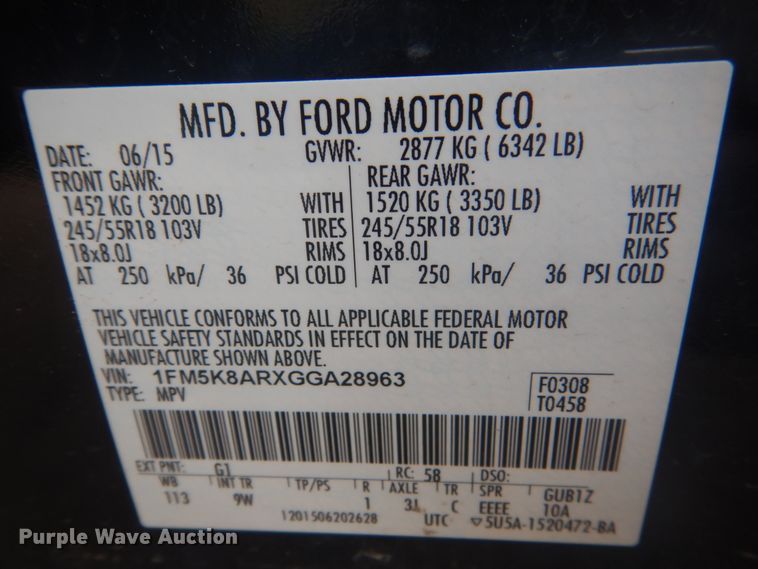 MFD. BY FORD MOTOR CO.
DATE: 06/15 GVWR: 2877 KG ( 6342 LB)
FRONT GAWR: REAR GAWR:
1452 KG ( 3200 LB) WITH 1520 KG ( 3350 LB) WITH
245/55R18 103V TIRES 245/55R18 103V TIRES
18x8.0J RIMS 18x8.0J RIMS
AT 250 kPa/ 36 PSI COLD AT 250 kPa/ 36 PSI COLD
THIS VEHICLE CONFORMS TO ALL APPLICABLE FEDERAL MOTOR
VEHICLE SAFETY STANDARDS IN EFFECT ON THE DATE OF
MANUFACTURE SHOWN ABOVE.
VIN: 1FM5K8ARXGGA28963 F0308
TYPE: MPV T0458
EXT PNT: G1 RC: 58 DSO:
WB INT TR TP/PS R AXLE TR SPR GUB1Z
113 9W 1 3J C EEEE 10A
1201506202628 UTC ▽5U5A-1520472-BA
Purple Wave Auction